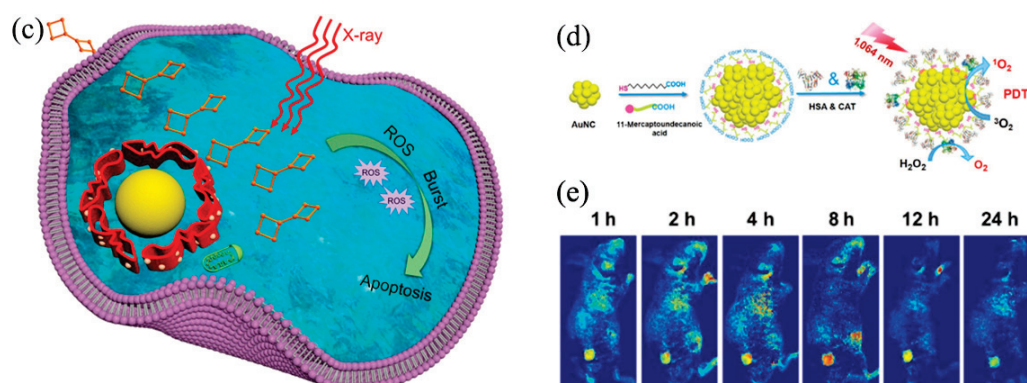 (c)
X-ray
ROS
Burst
ROS
ROS
Apoptosis
(d)
1,064 nm
HS COOH
COOH
AuNC
11-Mercaptoundecanoic
acid
COOH
&
HSA & CAT
¹O₂
PDT
³O₂
H₂O₂
O₂
(e)
1 h 2 h 4 h 8 h 12 h 24 h